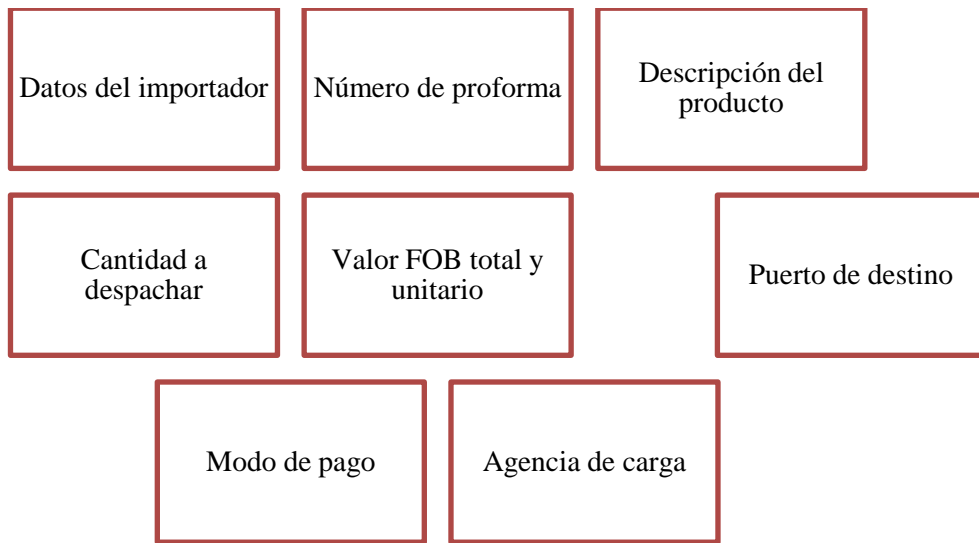 Datos del importador
Número de proforma
Descripción del
producto
Cantidad a
despachar
Valor FOB total y
unitario
Puerto de destino
Modo de pago
Agencia de carga